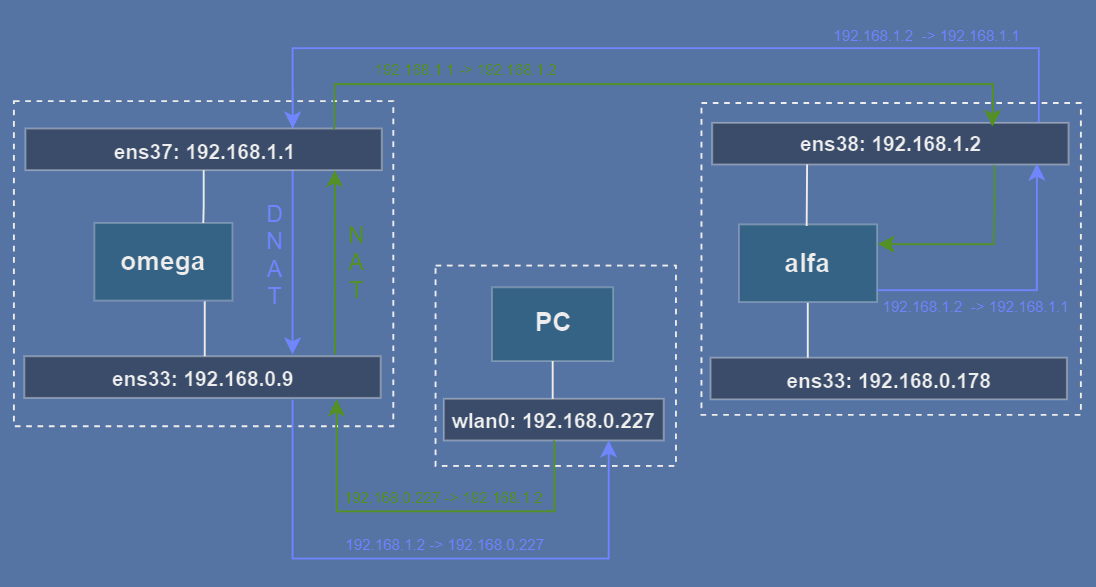 192.168.1.2 -> 192.168.1.1
192.168.1.1 -> 192.168.1.2
ens37: 192.168.1.1
ens38: 192.168.1.2
DNAT
NAT
omega
alfa
192.168.1.2 -> 192.168.1.1
PC
ens33: 192.168.0.9
ens33: 192.168.0.178
wlan0: 192.168.0.227
192.168.0.227 -> 192.168.1.2
192.168.1.2 -> 192.168.0.227